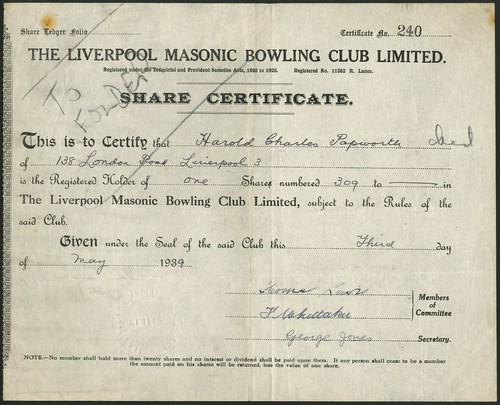 Share Ledger Folio
Certificate No. 240
THE LIVERPOOL MASONIC BOWLING CLUB LIMITED.
Registered under the Industrial and Provident Societies Acts, 1893 to 1928. Registered No. 11362 R. Lancs.
TO
FOLDER
SHARE CERTIFICATE.
This is to Certify that Harold Charles Papworth
of 138 London Road Liverpool 3
is the Registered Holder of one Shares numbered 309 to — in
The Liverpool Masonic Bowling Club Limited, subject to the Rules of the
said Club.
Given under the Seal of the said Club this Third day
of May 1939
Thomas
F Whittaker
Members of
Committee
George Jones
Secretary.
NOTE.—No member shall hold more than twenty shares and no interest or dividend shall be paid upon them. If any person shall cease to be a member
the amount paid on his shares will be returned, less the value of one share.